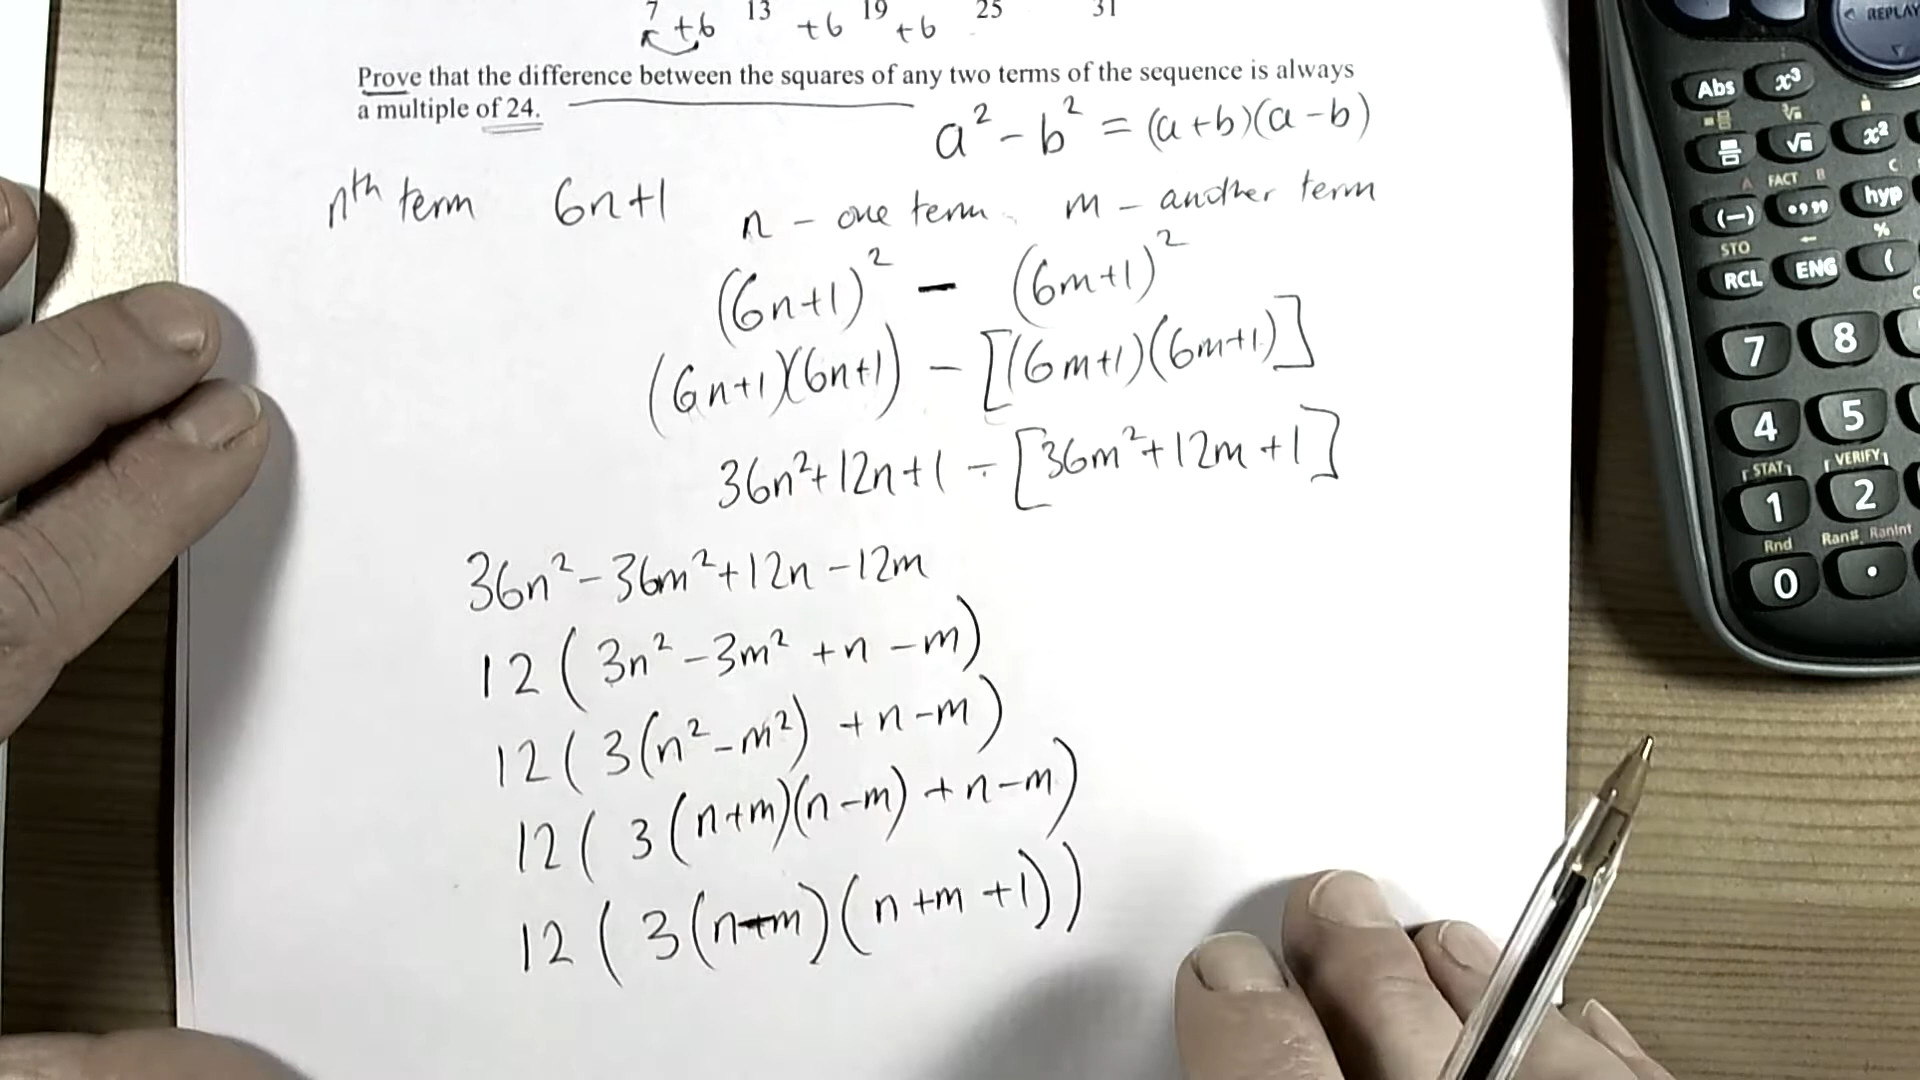 7 13 19 25 31
+6 +6 +6
Prove that the difference between the squares of any two terms of the sequence is always
a multiple of 24.
a² - b² = (a+b)(a-b)
nth term 6n+1 n - one term m - another term
(6n+1)² - (6m+1)²
(6n+1)(6n+1) - [(6m+1)(6m+1)]
36n²+12n+1 - [36m²+12m+1]
36n²-36m²+12n-12m
12(3n²-3m²+n-m)
12(3(n²-m²)+n-m)
12(3(n+m)(n-m)+n-m)
12(3(n-m)(n+m+1))
REPLAY
Abs x³
x²
FACT
(-) hyp
STO
RCL ENG (
%
7 8
4 5
STAT VERIFY
1 2
Rnd Ran# RanInt
0 .